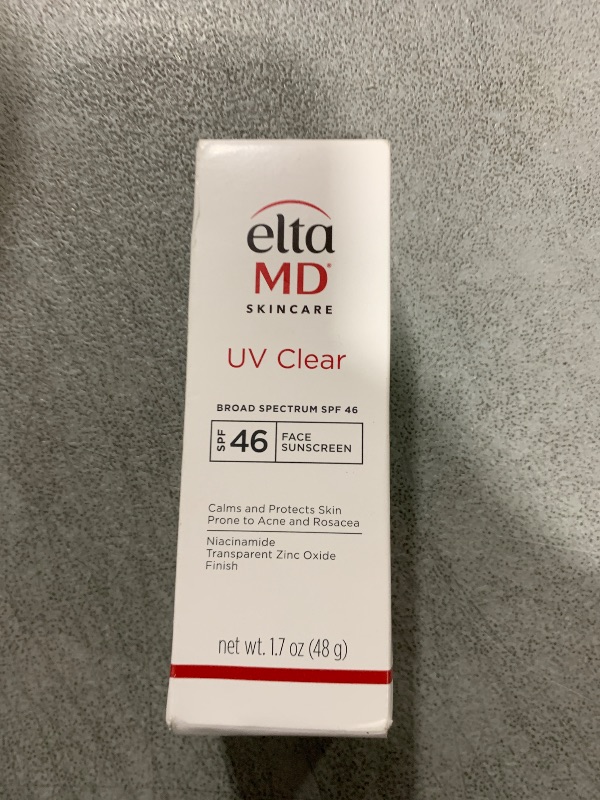 elta
MD®
SKINCARE
UV Clear
BROAD SPECTRUM SPF 46
SPF 46 FACE
SUNSCREEN
Calms and Protects Skin
Prone to Acne and Rosacea
Niacinamide
Transparent Zinc Oxide
Finish
net wt. 1.7 oz (48 g)